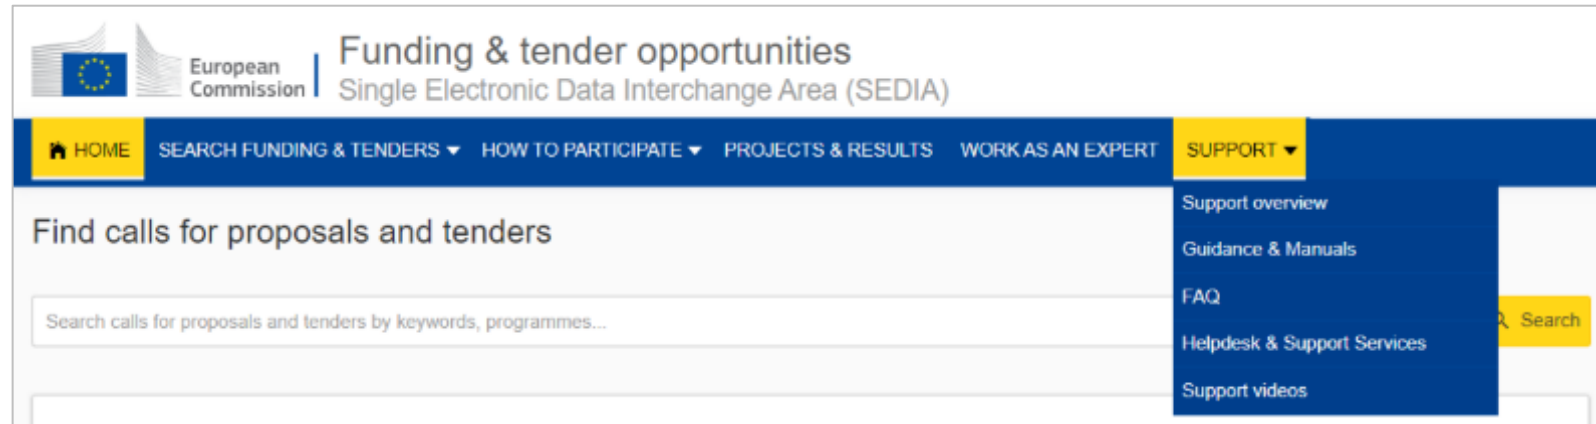 European
Commission
Funding & tender opportunities
Single Electronic Data Interchange Area (SEDIA)
HOME SEARCH FUNDING & TENDERS HOW TO PARTICIPATE PROJECTS & RESULTS WORK AS AN EXPERT SUPPORT
Support overview
Guidance & Manuals
FAQ
Helpdesk & Support Services
Support videos
Find calls for proposals and tenders
Search calls for proposals and tenders by keywords, programmes...
Search